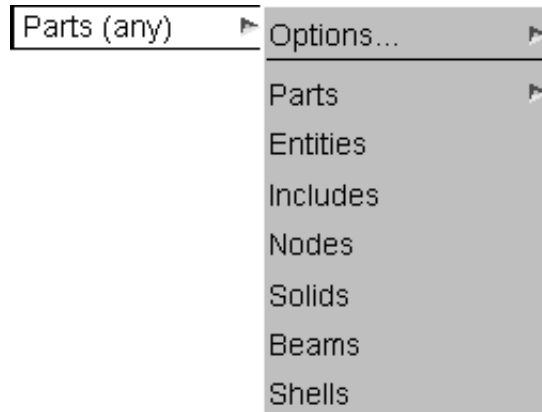 Parts (any)
Options...
Parts
Entities
Includes
Nodes
Solids
Beams
Shells